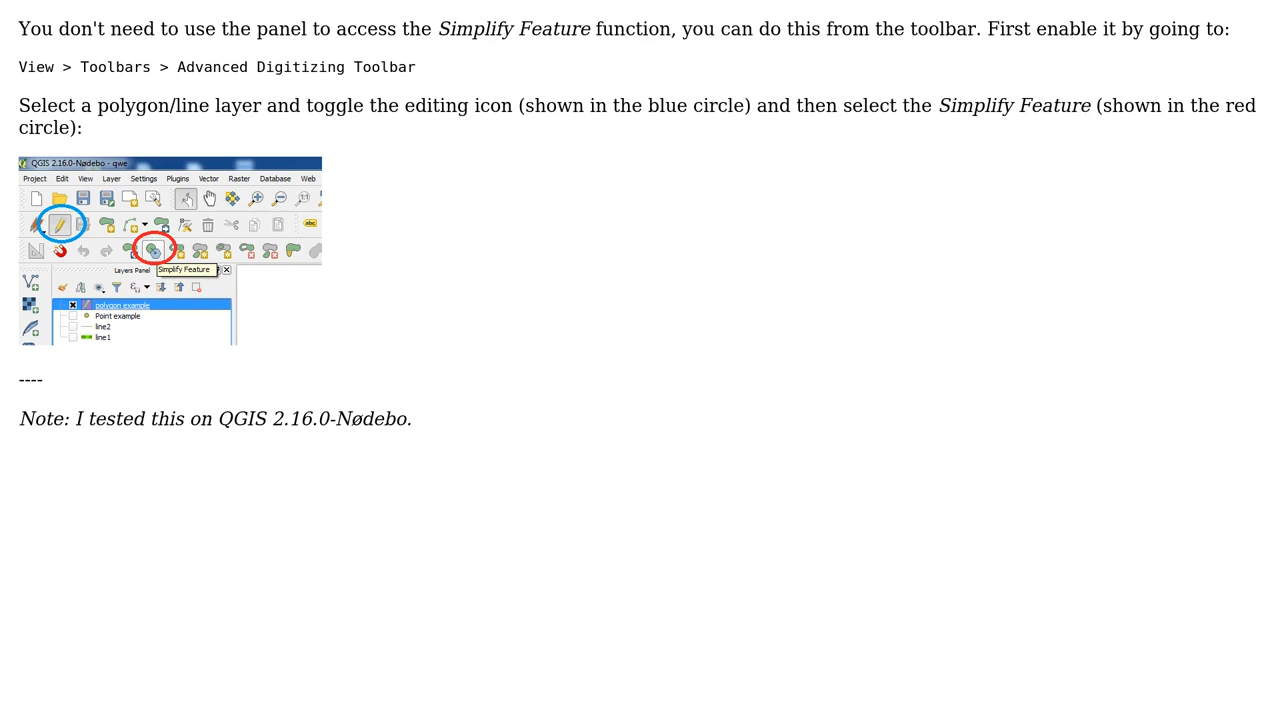 You don't need to use the panel to access the Simplify Feature function, you can do this from the toolbar. First enable it by going to:
View > Toolbars > Advanced Digitizing Toolbar
Select a polygon/line layer and toggle the editing icon (shown in the blue circle) and then select the Simplify Feature (shown in the red
circle):
QGIS 2.16.0-Nødebo - qwe
Project Edit View Layer Settings Plugins Vector Raster Database Web
1:1
abc
Simplify Feature
Layers Panel
polygon example
Point example
line2
line1
----
Note: I tested this on QGIS 2.16.0-Nødebo.